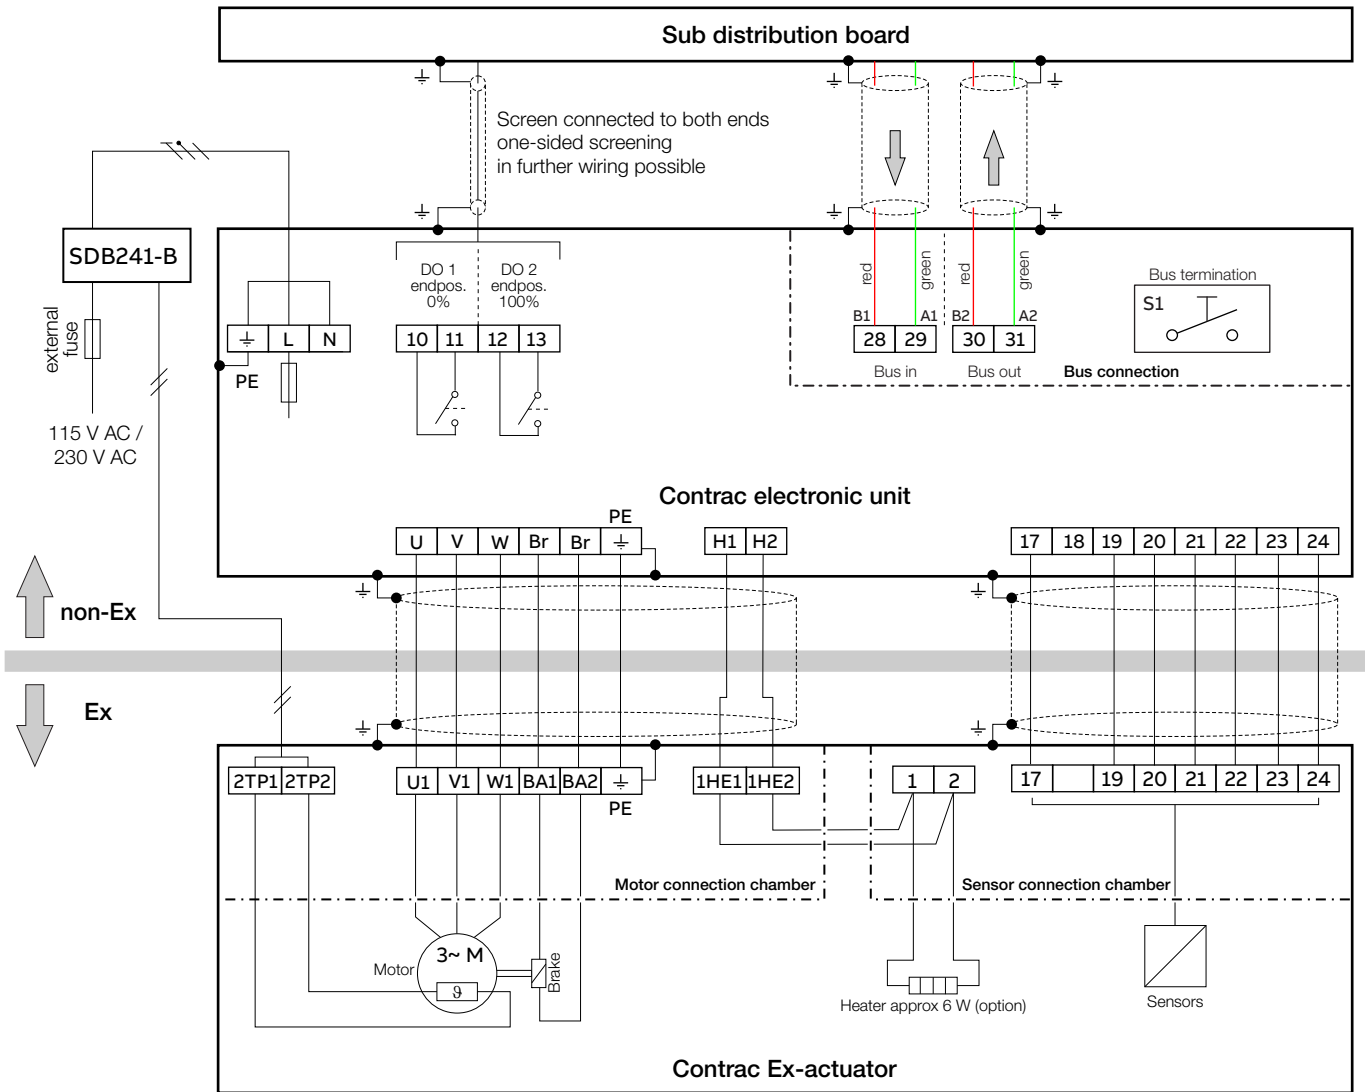 Sub distribution board
Screen connected to both ends
one-sided screening
in further wiring possible
SDB241-B
external
fuse
115 V AC /
230 V AC
L N
PE
DO 1
endpos.
0%
DO 2
endpos.
100%
10 11 12 13
red green red green
B1 A1 B2 A2
28 29 30 31
Bus in Bus out Bus connection
Bus termination
S1
Contrac electronic unit
PE
U V W Br Br
H1 H2
17 18 19 20 21 22 23 24
non-Ex
Ex
2TP1 2TP2
U1 V1 W1 BA1 BA2
PE
1HE1 1HE2
1 2
17 19 20 21 22 23 24
Motor connection chamber
Sensor connection chamber
Motor
3~ M
ϑ
Brake
Heater approx 6 W (option)
Sensors
Contrac Ex-actuator